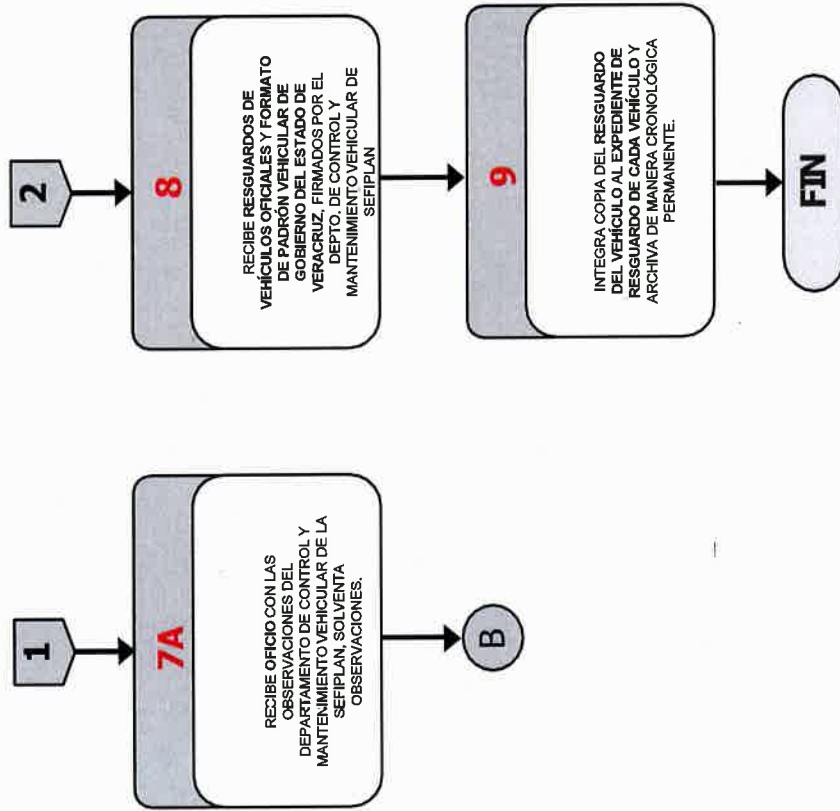 1
7A
RECIBE OFICIO CON LAS
OBSERVACIONES DEL
DEPARTAMENTO DE CONTROL Y
MANTENIMIENTO VEHICULAR DE LA
SEFIPLAN, SOLVENTA
OBSERVACIONES.
B
2
8
RECIBE RESGUARDOS DE
VEHÍCULOS OFICIALES Y FORMATO
DE PADRÓN VEHICULAR DE
GOBIERNO DEL ESTADO DE
VERACRUZ, FIRMADOS POR EL
DEPTO. DE CONTROL Y
MANTENIMIENTO VEHICULAR DE
SEFIPLAN
9
INTEGRA COPIA DEL RESGUARDO
DEL VEHÍCULO AL EXPEDIENTE DE
RESGUARDO DE CADA VEHÍCULO Y
ARCHIVA DE MANERA CRONOLÓGICA
PERMANENTE.
FIN